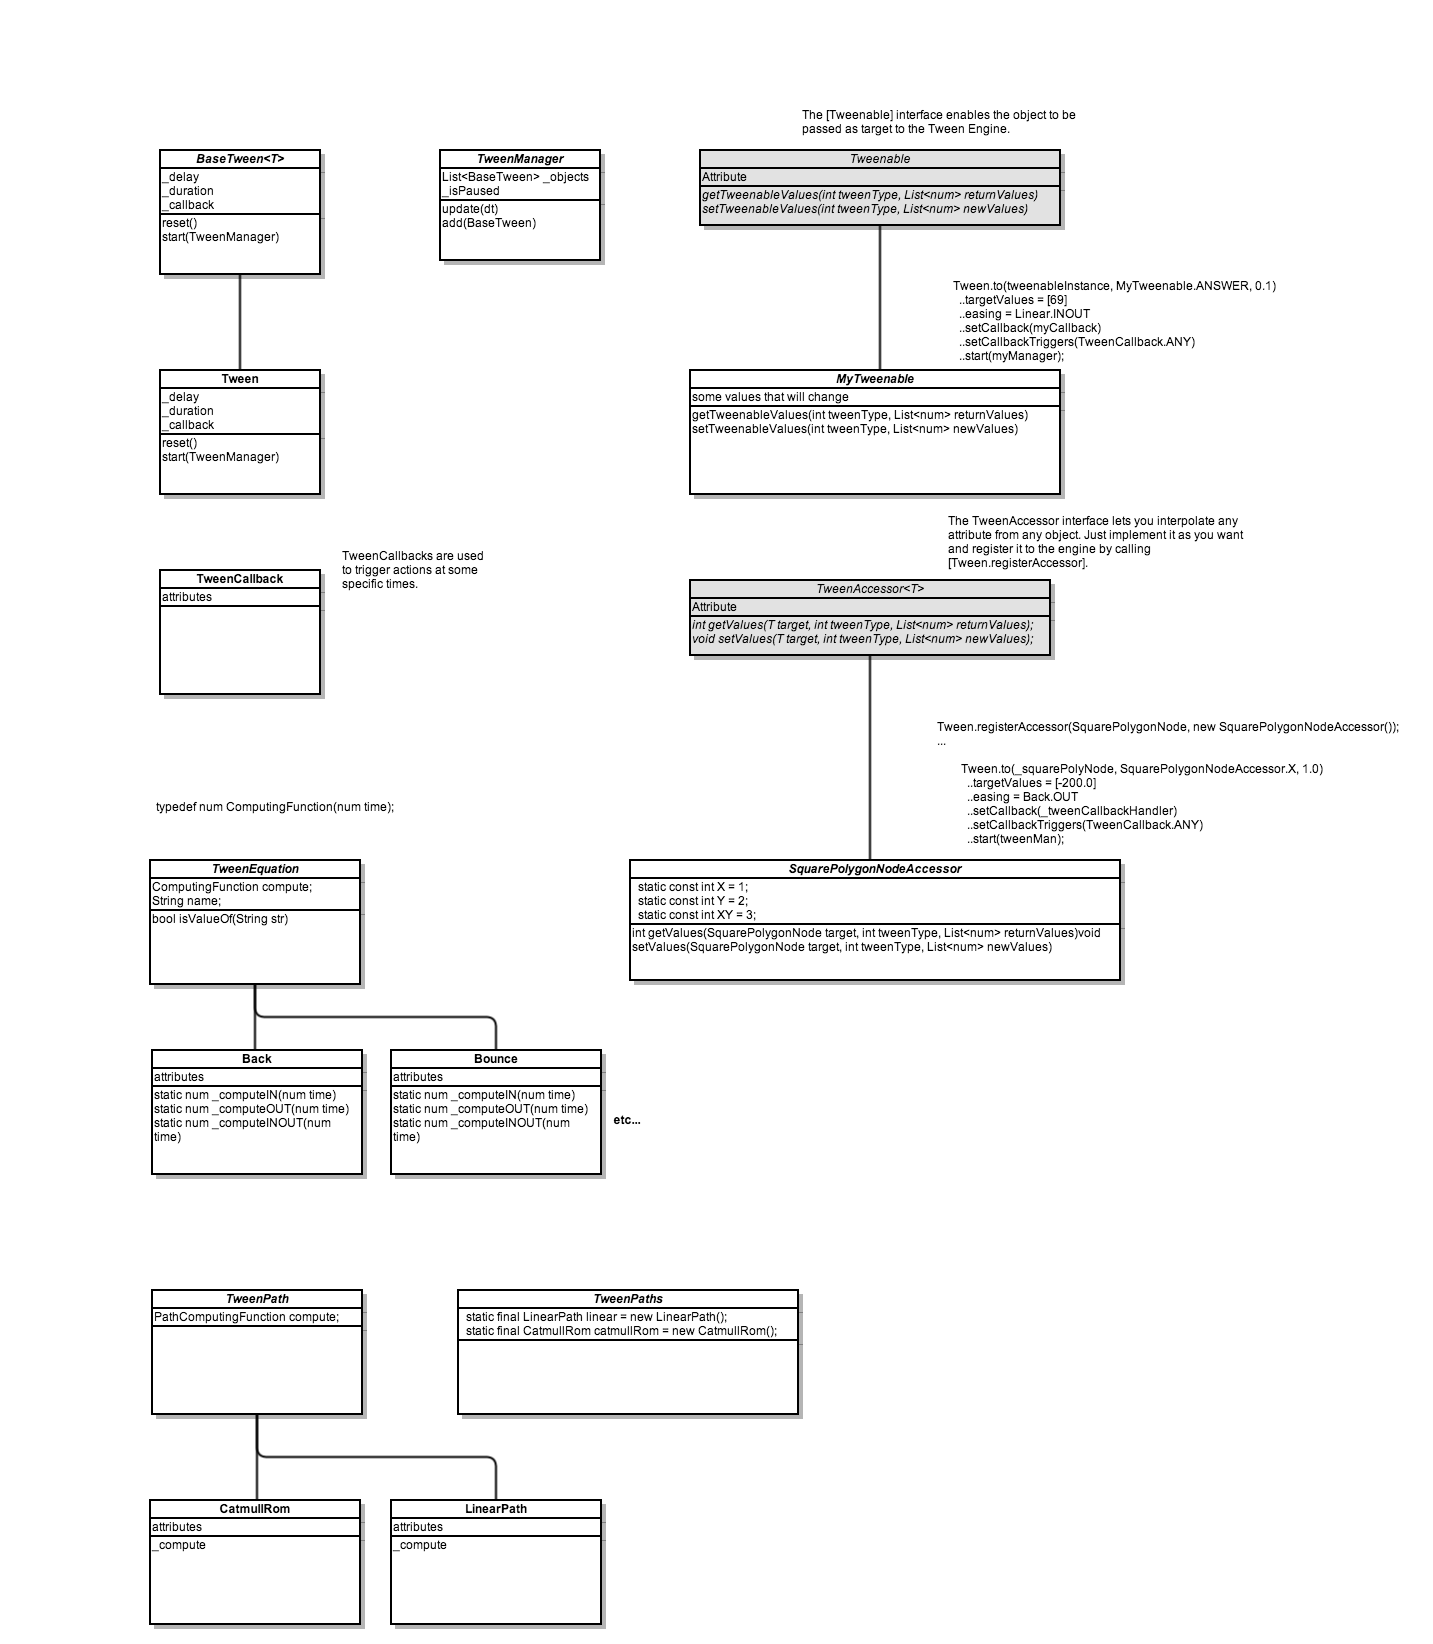 The [Tweenable] interface enables the object to be
passed as target to the Tween Engine.
BaseTween<T>
_delay
_duration
_callback
reset()
start(TweenManager)
TweenManager
List<BaseTween> _objects
_isPaused
update(dt)
add(BaseTween)
Tweenable
Attribute
getTweenableValues(int tweenType, List<num> returnValues)
setTweenableValues(int tweenType, List<num> newValues)
Tween.to(tweenableInstance, MyTweenable.ANSWER, 0.1)
..targetValues = [69]
..easing = Linear.INOUT
..setCallback(myCallback)
..setCallbackTriggers(TweenCallback.ANY)
..start(myManager);
Tween
_delay
_duration
_callback
reset()
start(TweenManager)
MyTweenable
some values that will change
getTweenableValues(int tweenType, List<num> returnValues)
setTweenableValues(int tweenType, List<num> newValues)
The TweenAccessor interface lets you interpolate any
attribute from any object. Just implement it as you want
and register it to the engine by calling
[Tween.registerAccessor].
TweenCallbacks are used
to trigger actions at some
specific times.
TweenCallback
attributes
TweenAccessor<T>
Attribute
int getValues(T target, int tweenType, List<num> returnValues);
void setValues(T target, int tweenType, List<num> newValues);
Tween.registerAccessor(SquarePolygonNode, new SquarePolygonNodeAccessor());
...
Tween.to(_squarePolyNode, SquarePolygonNodeAccessor.X, 1.0)
..targetValues = [-200.0]
..easing = Back.OUT
..setCallback(_tweenCallbackHandler)
..setCallbackTriggers(TweenCallback.ANY)
..start(tweenMan);
typedef num ComputingFunction(num time);
TweenEquation
ComputingFunction compute;
String name;
bool isValueOf(String str)
SquarePolygonNodeAccessor
static const int X = 1;
static const int Y = 2;
static const int XY = 3;
int getValues(SquarePolygonNode target, int tweenType, List<num> returnValues)void
setValues(SquarePolygonNode target, int tweenType, List<num> newValues)
Back
attributes
static num _computeIN(num time)
static num _computeOUT(num time)
static num _computeINOUT(num
time)
Bounce
attributes
static num _computeIN(num time)
static num _computeOUT(num time)
static num _computeINOUT(num
time)
etc...
TweenPath
PathComputingFunction compute;
TweenPaths
static final LinearPath linear = new LinearPath();
static final CatmullRom catmullRom = new CatmullRom();
CatmullRom
attributes
_compute
LinearPath
attributes
_compute